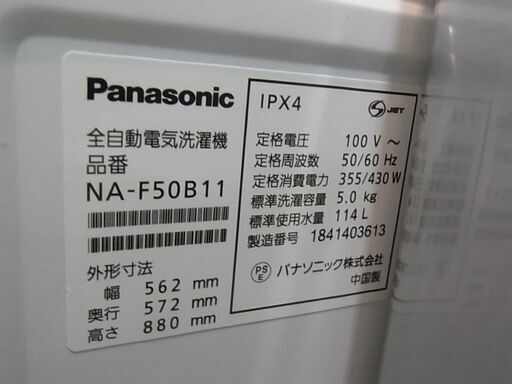 Panasonic
全自動電気洗濯機
品番
NA-F50B11
外形寸法
幅 562 mm
奥行 572 mm
高さ 880 mm
IPX4
S JET
定格電圧 100 V ～
定格周波数 50/60 Hz
定格消費電力 355/430 W
標準洗濯容量 5.0 kg
標準使用水量 114 L
製造番号 1841403613
PS E パナソニック株式会社
中国製